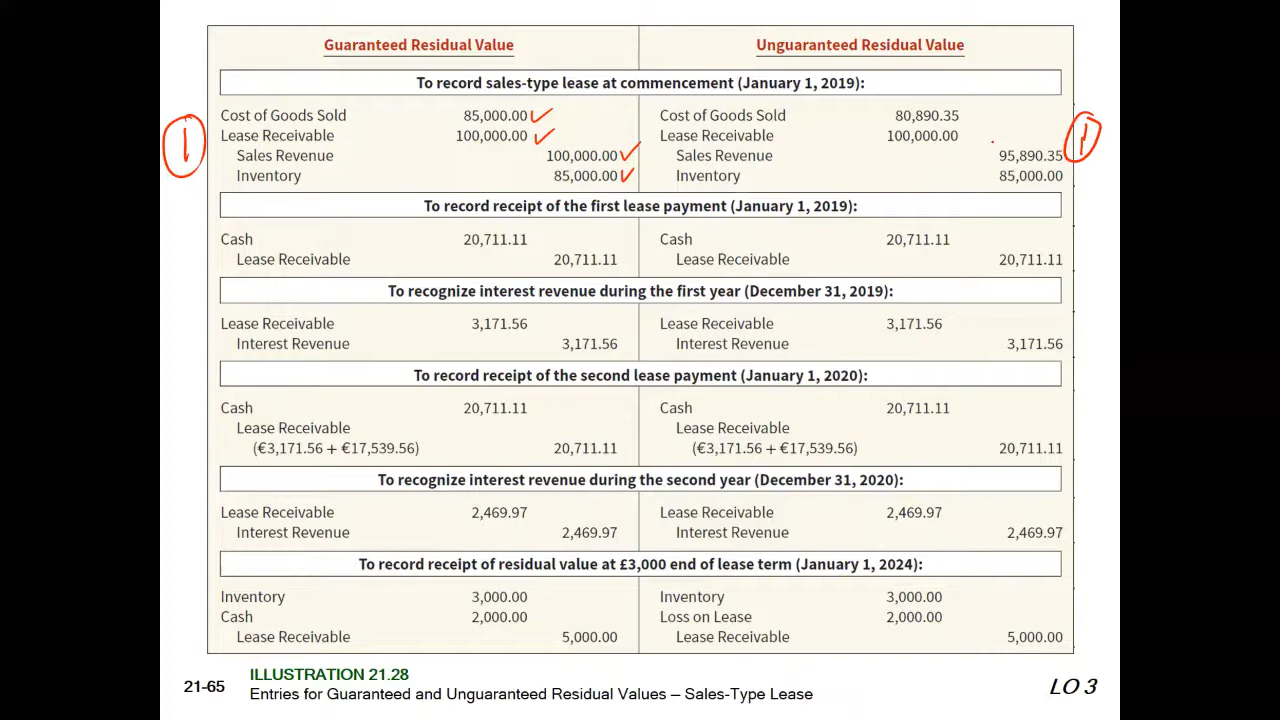 Guaranteed Residual Value Unguaranteed Residual Value
To record sales-type lease at commencement (January 1, 2019):
Cost of Goods Sold 85,000.00 Cost of Goods Sold 80,890.35
Lease Receivable 100,000.00 Lease Receivable 100,000.00
Sales Revenue 100,000.00 Sales Revenue 95,890.35
Inventory 85,000.00 Inventory 85,000.00
1 1
To record receipt of the first lease payment (January 1, 2019):
Cash 20,711.11 Cash 20,711.11
Lease Receivable 20,711.11 Lease Receivable 20,711.11
To recognize interest revenue during the first year (December 31, 2019):
Lease Receivable 3,171.56 Lease Receivable 3,171.56
Interest Revenue 3,171.56 Interest Revenue 3,171.56
To record receipt of the second lease payment (January 1, 2020):
Cash 20,711.11 Cash 20,711.11
Lease Receivable Lease Receivable
(€3,171.56 + €17,539.56) 20,711.11 (€3,171.56 + €17,539.56) 20,711.11
To recognize interest revenue during the second year (December 31, 2020):
Lease Receivable 2,469.97 Lease Receivable 2,469.97
Interest Revenue 2,469.97 Interest Revenue 2,469.97
To record receipt of residual value at £3,000 end of lease term (January 1, 2024):
Inventory 3,000.00 Inventory 3,000.00
Cash 2,000.00 Loss on Lease 2,000.00
Lease Receivable 5,000.00 Lease Receivable 5,000.00
ILLUSTRATION 21.28
21-65 Entries for Guaranteed and Unguaranteed Residual Values – Sales-Type Lease LO 3